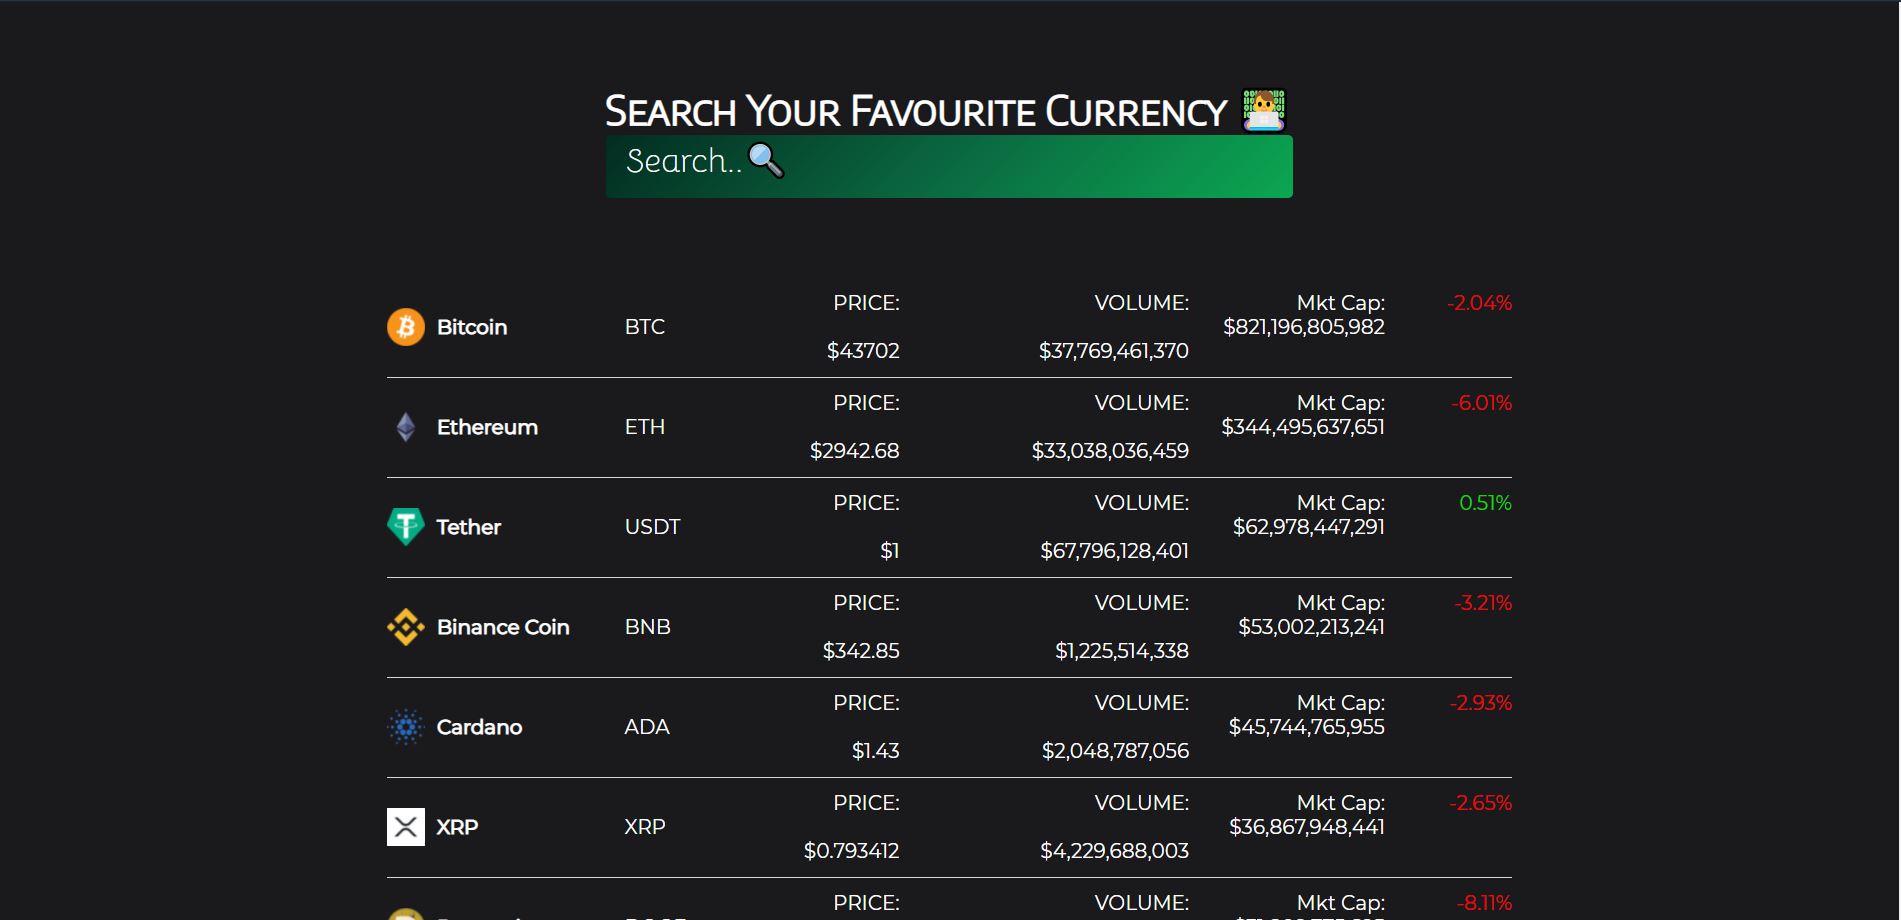 Search Your Favourite Currency
Search..
PRICE: VOLUME: Mkt Cap: -2.04%
Bitcoin BTC $821,196,805,982
$43702 $37,769,461,370
PRICE: VOLUME: Mkt Cap: -6.01%
Ethereum ETH $344,495,637,651
$2942.68 $33,038,036,459
PRICE: VOLUME: Mkt Cap: 0.51%
Tether USDT $62,978,447,291
$1 $67,796,128,401
PRICE: VOLUME: Mkt Cap: -3.21%
Binance Coin BNB $53,002,213,241
$342.85 $1,225,514,338
PRICE: VOLUME: Mkt Cap: -2.93%
Cardano ADA $45,744,765,955
$1.43 $2,048,787,056
PRICE: VOLUME: Mkt Cap: -2.65%
XRP XRP $36,867,948,441
$0.793412 $4,229,688,003
PRICE: VOLUME: Mkt Cap: -8.11%